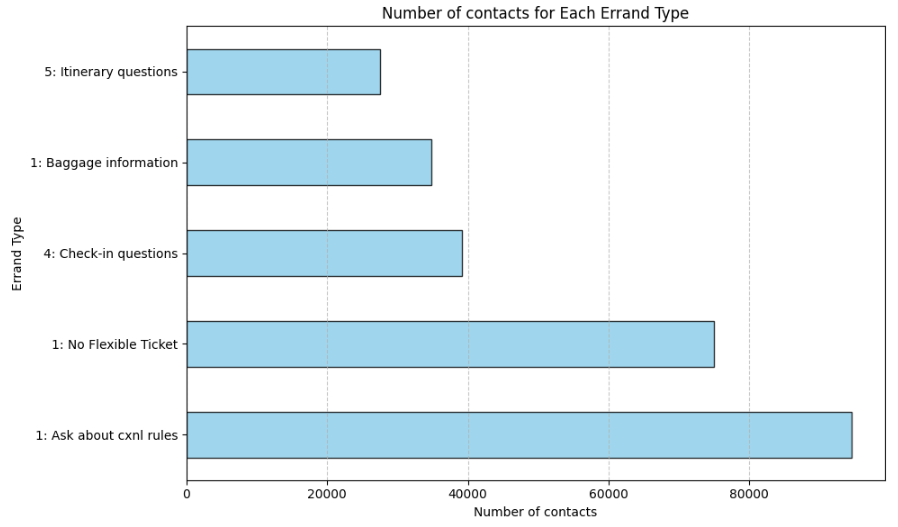 Number of contacts for Each Errand Type
5: Itinerary questions
1: Baggage information
4: Check-in questions
1: No Flexible Ticket
1: Ask about cxnl rules
Errand Type
0 20000 40000 60000 80000
Number of contacts